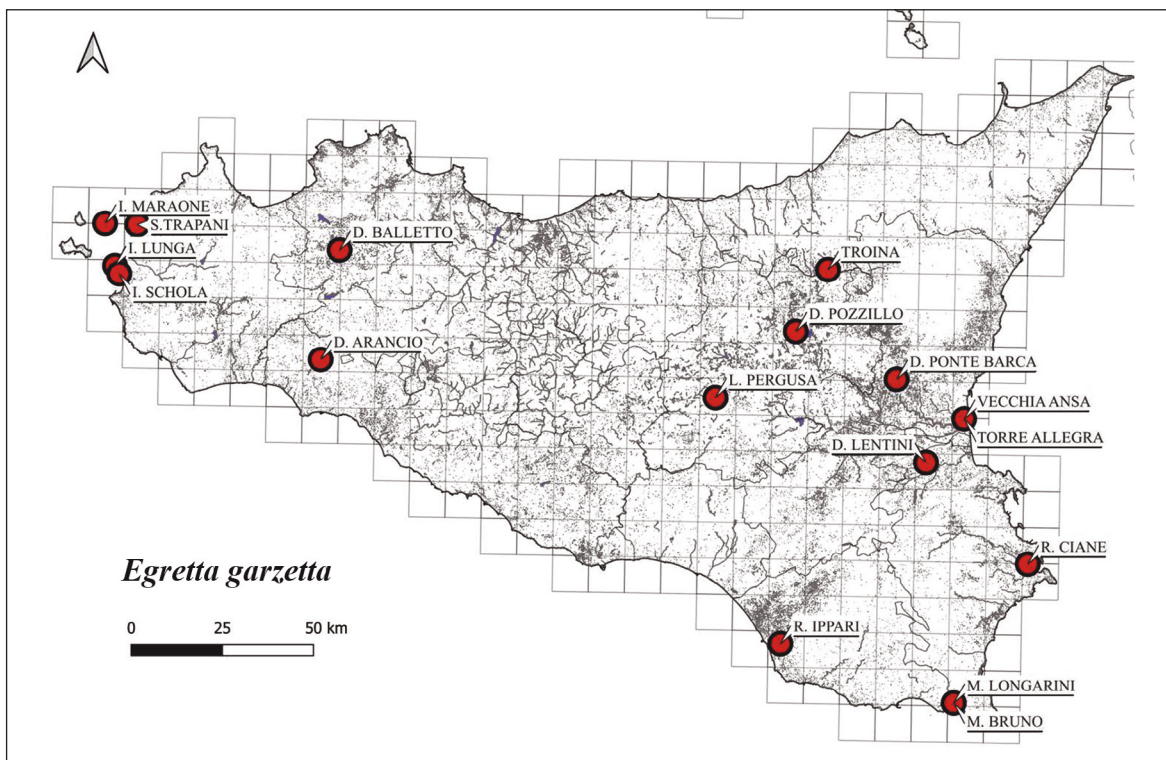 I. MARAONE
S.TRAPANI
I. LUNGA
I. SCHOLA
D. BALLETTO
D. ARANCIO
TROINA
D. POZZILLO
D. PONTE BARCA
L. PERGUSA
VECCHIA ANSA
TORRE ALLEGRA
D. LENTINI
R. CIANE
R. IPPARI
M. LONGARINI
M. BRUNO
Egretta garzetta
0 25 50 km